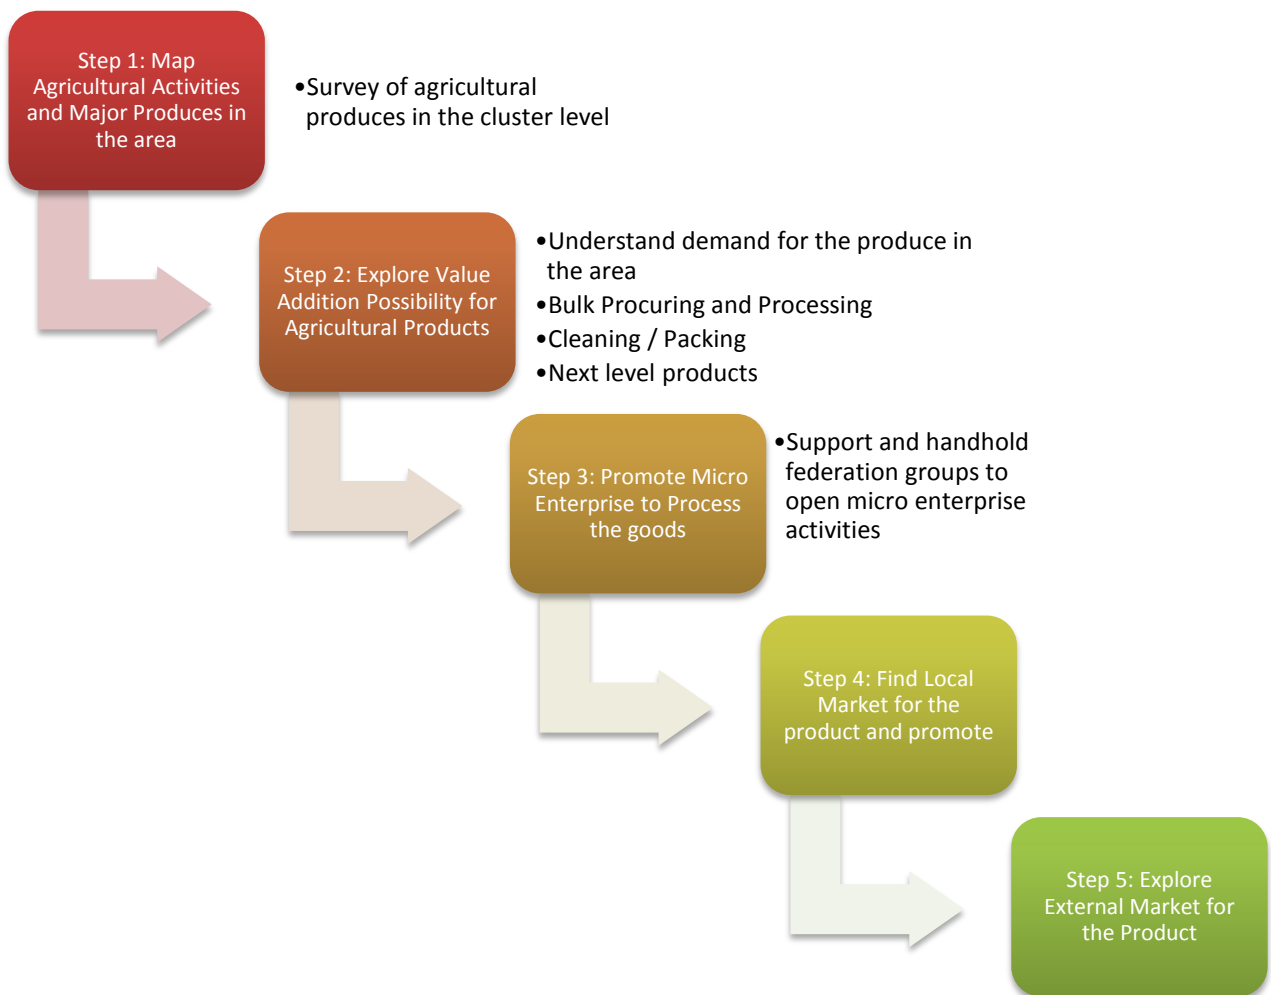 Step 1: Map
Agricultural Activities
and Major Produces in
the area
•Survey of agricultural
produces in the cluster level
Step 2: Explore Value
Addition Possibility for
Agricultural Products
•Understand demand for the produce in
the area
•Bulk Procuring and Processing
•Cleaning / Packing
•Next level products
Step 3: Promote Micro
Enterprise to Process
the goods
•Support and handhold
federation groups to
open micro enterprise
activities
Step 4: Find Local
Market for the
product and promote
Step 5: Explore
External Market for
the Product